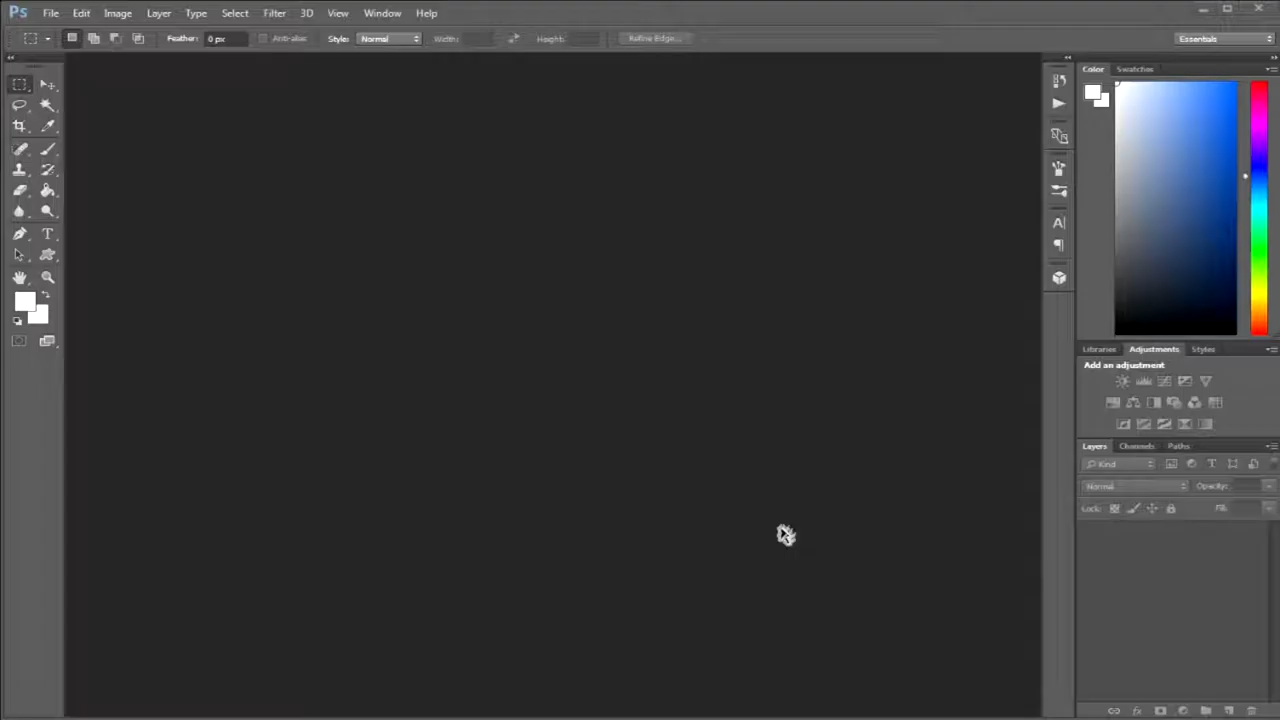 Ps File Edit Image Layer Type Select Filter 3D View Window Help
Feather: 0 px Anti-alias Style: Normal Width: Height: Refine Edge... Essentials
Color Swatches
Libraries Adjustments Styles
Add an adjustment
Layers Channels Paths
Kind
Normal Opacity:
Lock: Fill: